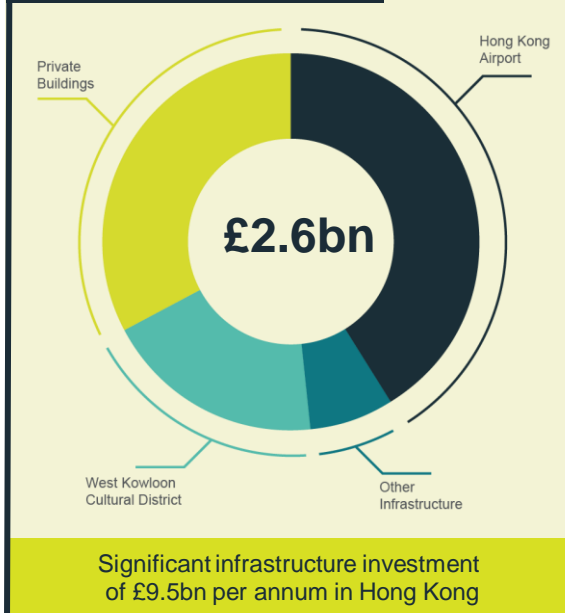 Private
Buildings
Hong Kong
Airport
£2.6bn
West Kowloon
Cultural District
Other
Infrastructure
Significant infrastructure investment
of £9.5bn per annum in Hong Kong